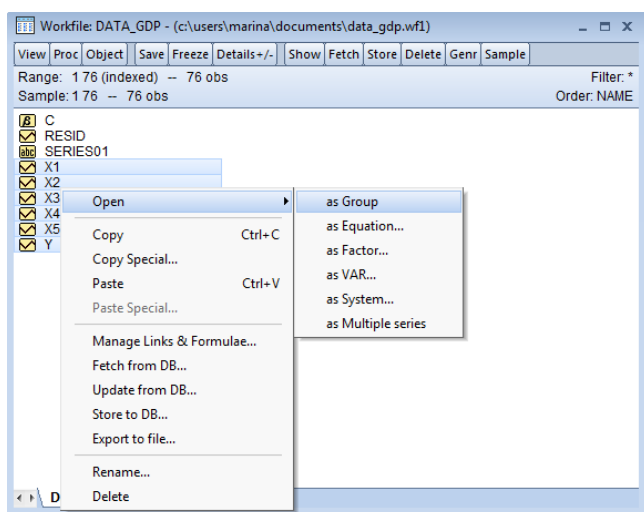 Workfile: DATA_GDP - (c:\users\marina\documents\data_gdp.wf1)
View Proc Object Save Freeze Details+/- Show Fetch Store Delete Genr Sample
Range: 1 76 (indexed) -- 76 obs Filter: *
Sample: 1 76 -- 76 obs Order: NAME
β C
RESID
abc SERIES01
X1
X2
X3
X4
X5
Y
Open
Copy Ctrl+C
Copy Special...
Paste Ctrl+V
Paste Special...
Manage Links & Formulae...
Fetch from DB...
Update from DB...
Store to DB...
Export to file...
Rename...
Delete
as Group
as Equation...
as Factor...
as VAR...
as System...
as Multiple series
D